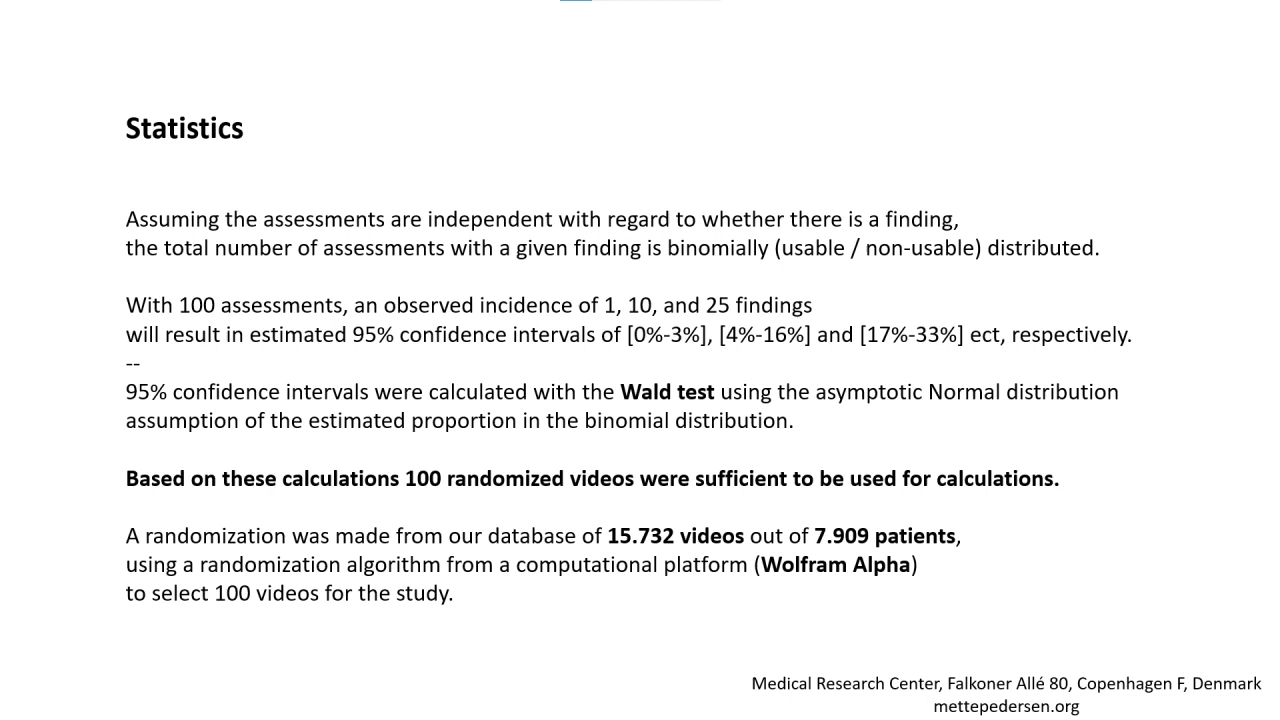 Statistics
Assuming the assessments are independent with regard to whether there is a finding,
the total number of assessments with a given finding is binomially (usable / non-usable) distributed.
With 100 assessments, an observed incidence of 1, 10, and 25 findings
will result in estimated 95% confidence intervals of [0%-3%], [4%-16%] and [17%-33%] ect, respectively.
--
95% confidence intervals were calculated with the Wald test using the asymptotic Normal distribution
assumption of the estimated proportion in the binomial distribution.
Based on these calculations 100 randomized videos were sufficient to be used for calculations.
A randomization was made from our database of 15.732 videos out of 7.909 patients,
using a randomization algorithm from a computational platform (Wolfram Alpha)
to select 100 videos for the study.
Medical Research Center, Falkoner Allé 80, Copenhagen F, Denmark
mettepedersen.org